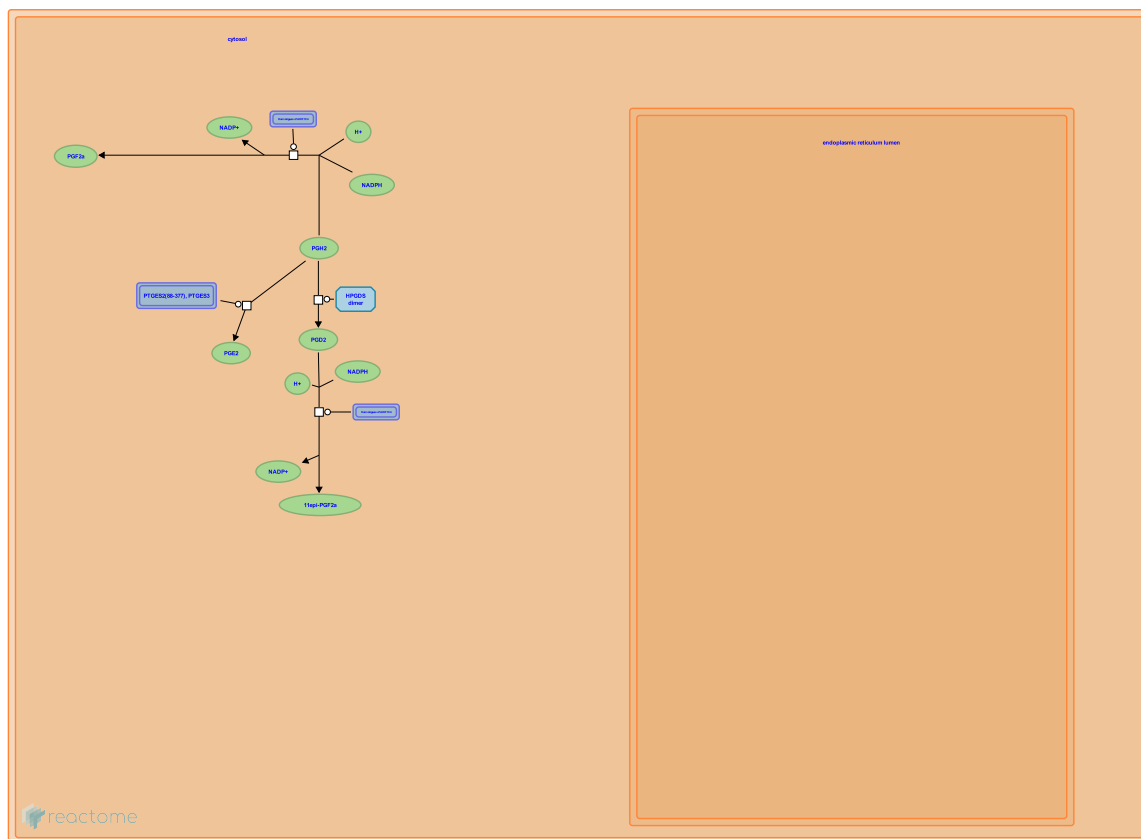 cytosol
NADP+
H+
PGF2a
NADPH
endoplasmic reticulum lumen
PGH2
PTGES2(88-377), PTGES3
HPGDS
dimer
PGD2
PGE2
NADPH
H+
NADP+
11epi-PGF2a
reactome